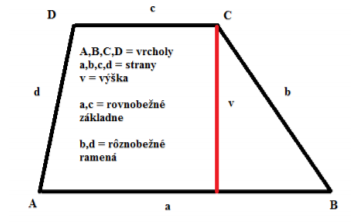 c
D
C
A,B,C,D = vrcholy
a,b,c,d = strany
v = výška
d
v
b
a,c = rovnobežné
základne
b,d = rôznobežné
ramená
A
a
B